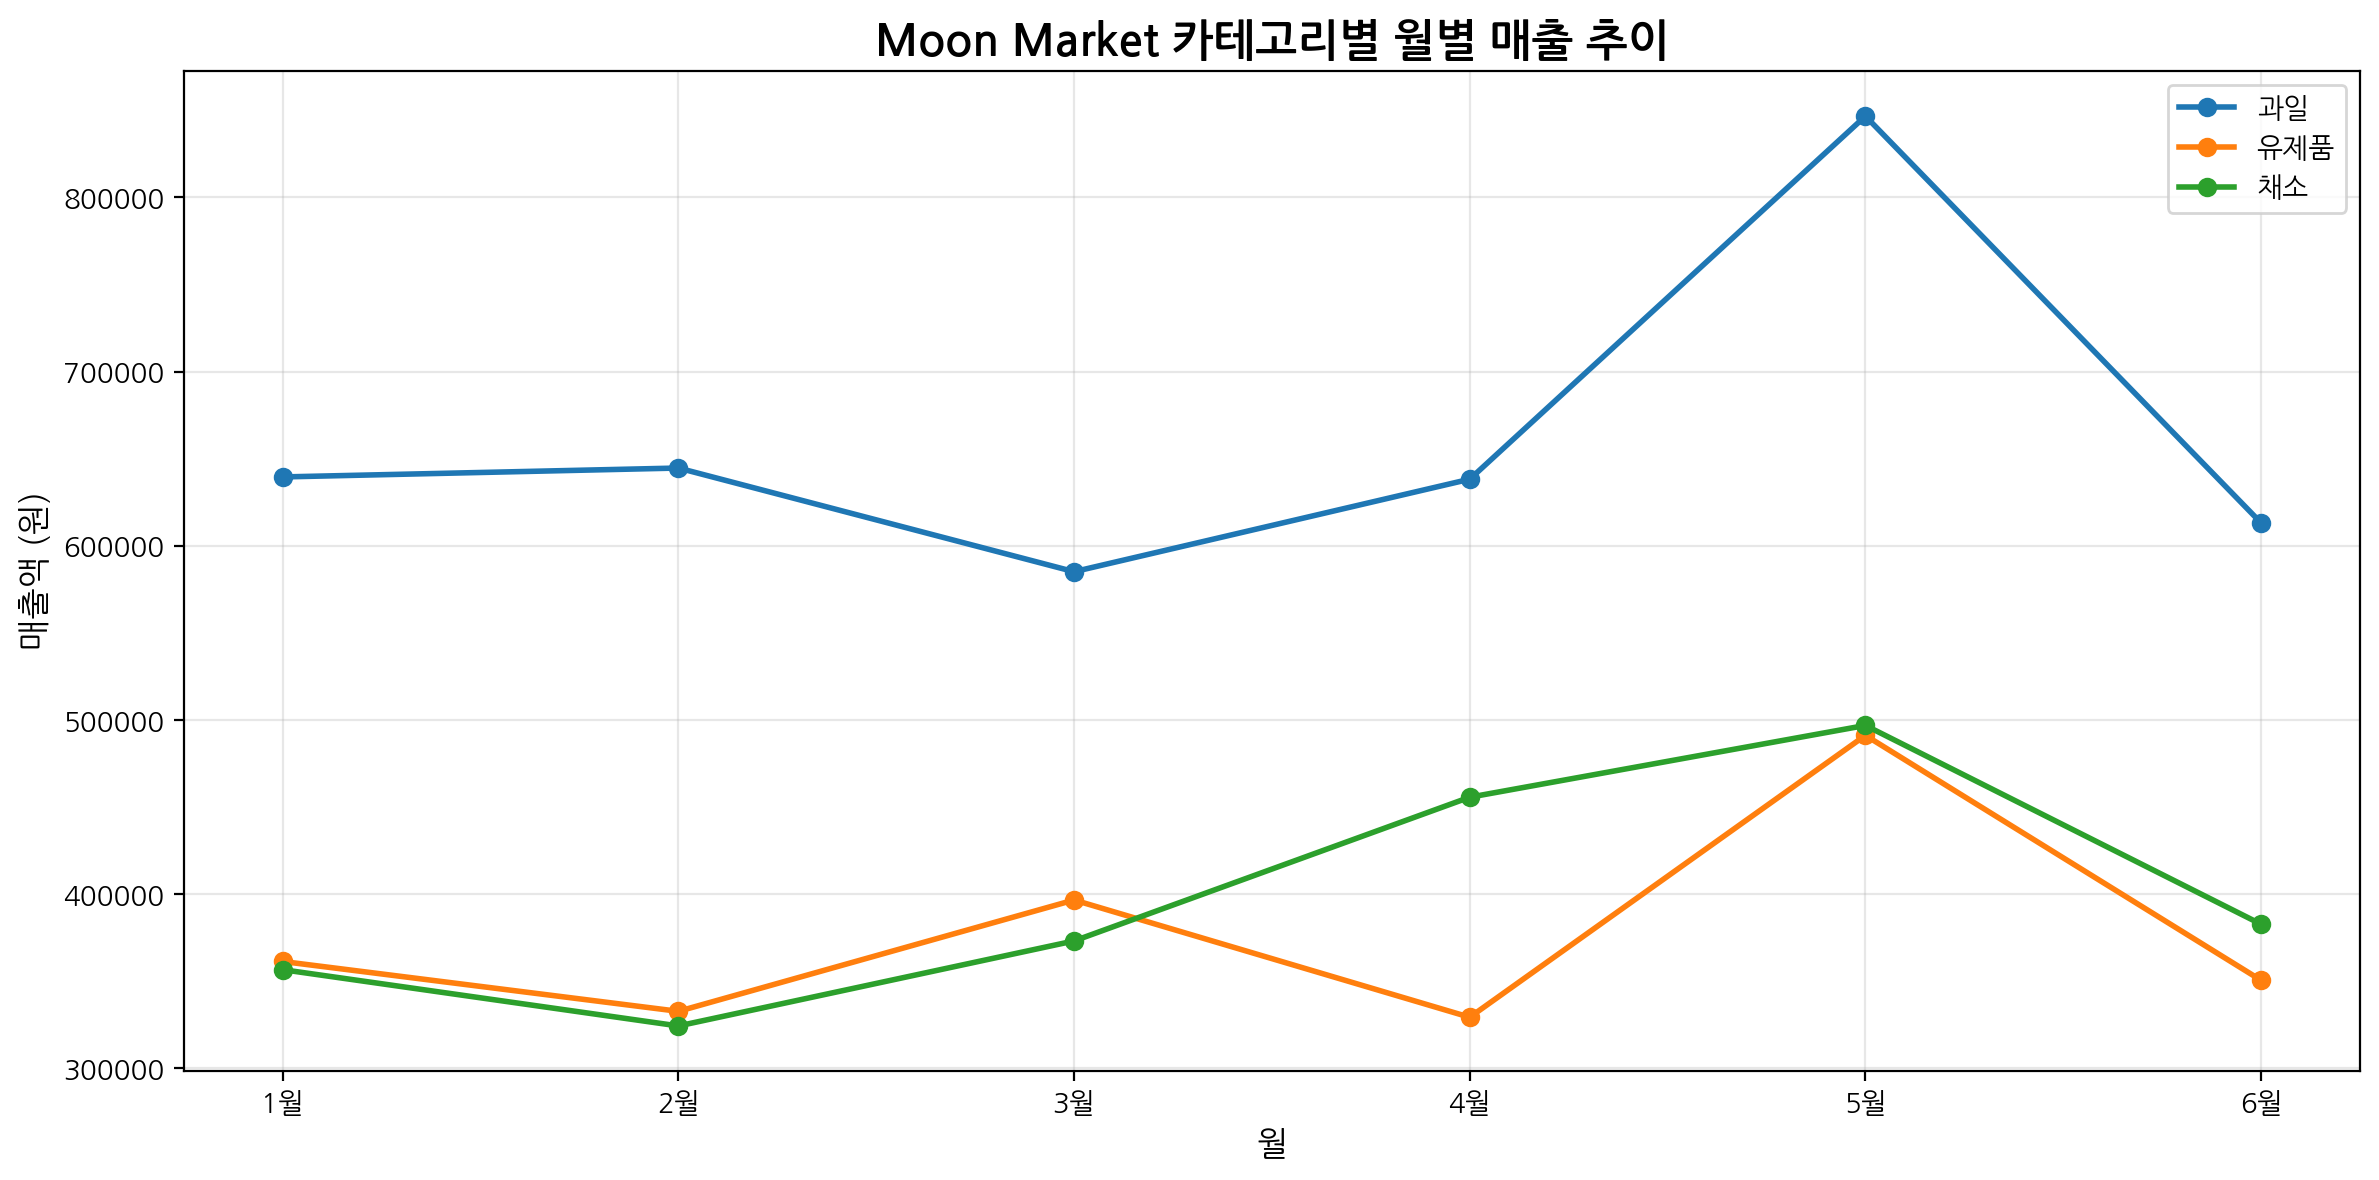 Moon Market 카테고리별 월별 매출 추이
과일
유제품
채소
매출액 (원)
800000
700000
600000
500000
400000
300000
1월 2월 3월 4월 5월 6월
월